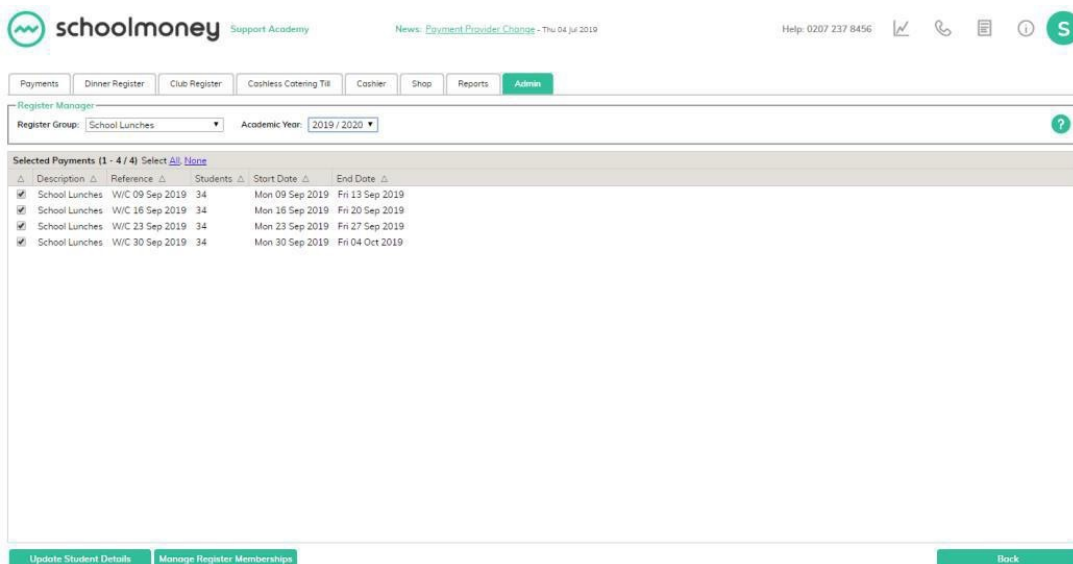 schoolmoney Support Academy News: Payment Provider Change - Thu 04 Jul 2019 Help: 0207 237 8456 S
Payments Dinner Register Club Register Cashless Catering Till Cashier Shop Reports Admin
Register Manager
Register Group: School Lunches Academic Year: 2019 / 2020 ?
Selected Payments (1 - 4 / 4) Select All, None
Description Reference Students Start Date End Date
School Lunches W/C 09 Sep 2019 34 Mon 09 Sep 2019 Fri 13 Sep 2019
School Lunches W/C 16 Sep 2019 34 Mon 16 Sep 2019 Fri 20 Sep 2019
School Lunches W/C 23 Sep 2019 34 Mon 23 Sep 2019 Fri 27 Sep 2019
School Lunches W/C 30 Sep 2019 34 Mon 30 Sep 2019 Fri 04 Oct 2019
Update Student Details Manage Register Memberships Back